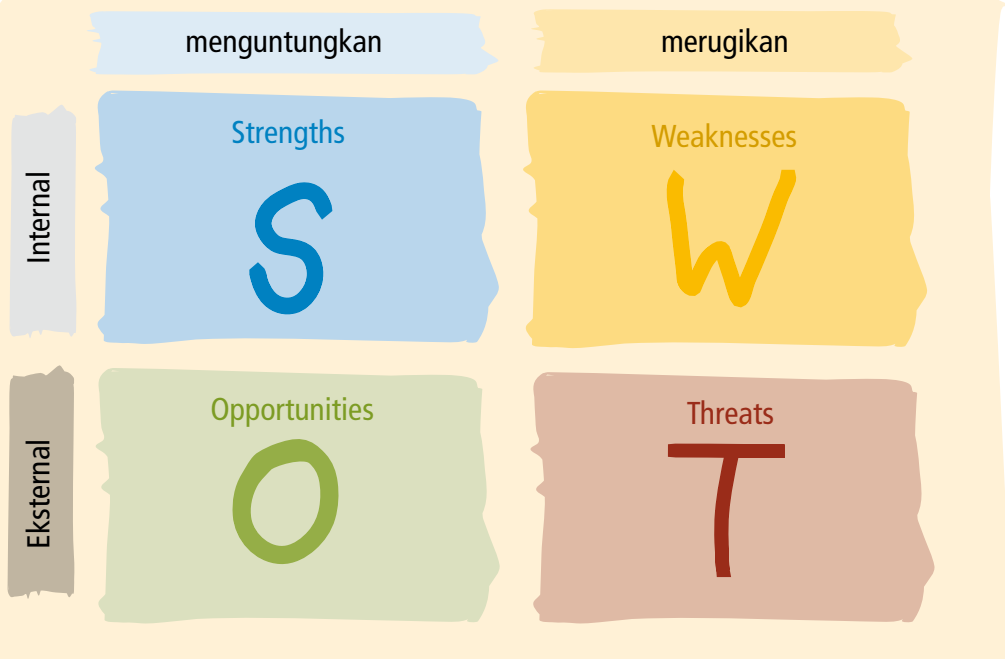 menguntungkan
merugikan
Internal
Strengths
S
Weaknesses
W
Eksternal
Opportunities
O
Threats
T